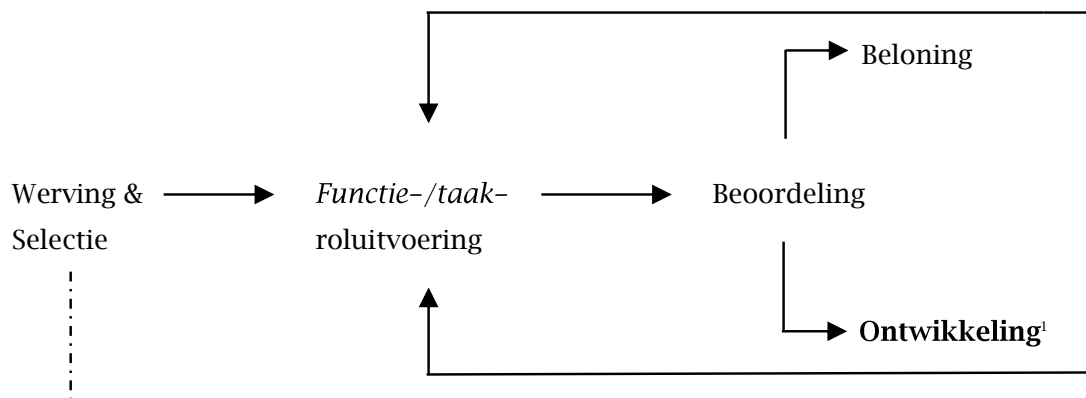 Beloning
Werving &
Selectie
Functie-/taak-
roluitvoering
Beoordeling
Ontwikkeling¹